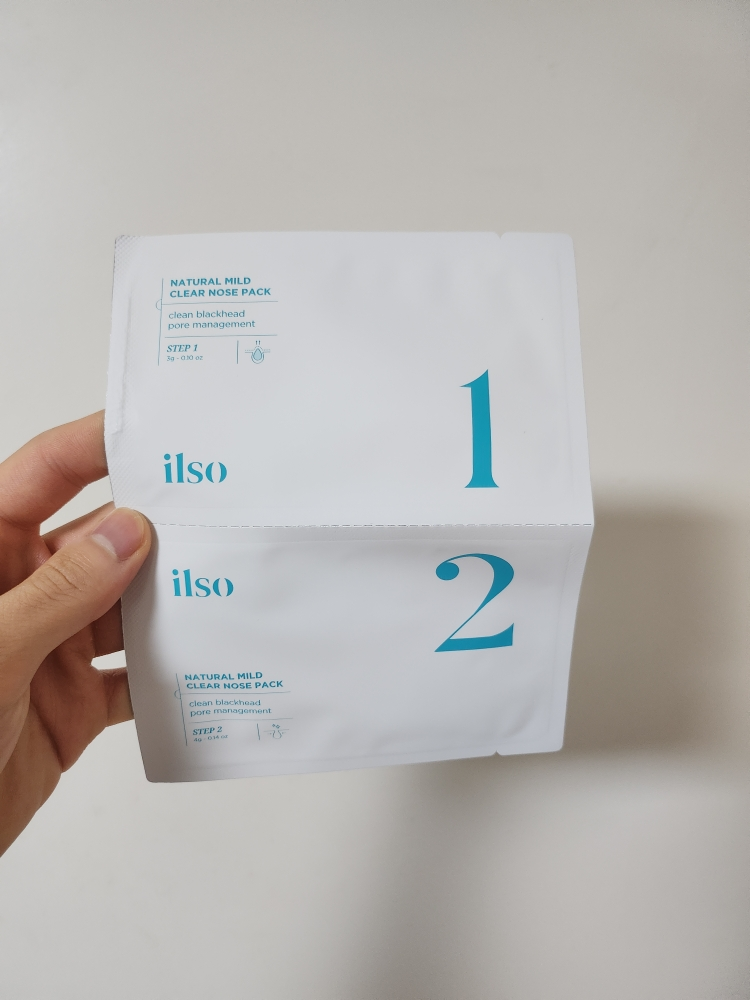 NATURAL MILD
CLEAR NOSE PACK
clean blackhead
pore management
STEP 1
3g - 0.10 oz
1
ilso
ilso
2
NATURAL MILD
CLEAR NOSE PACK
clean blackhead
pore management
STEP 2
4g - 0.14 oz